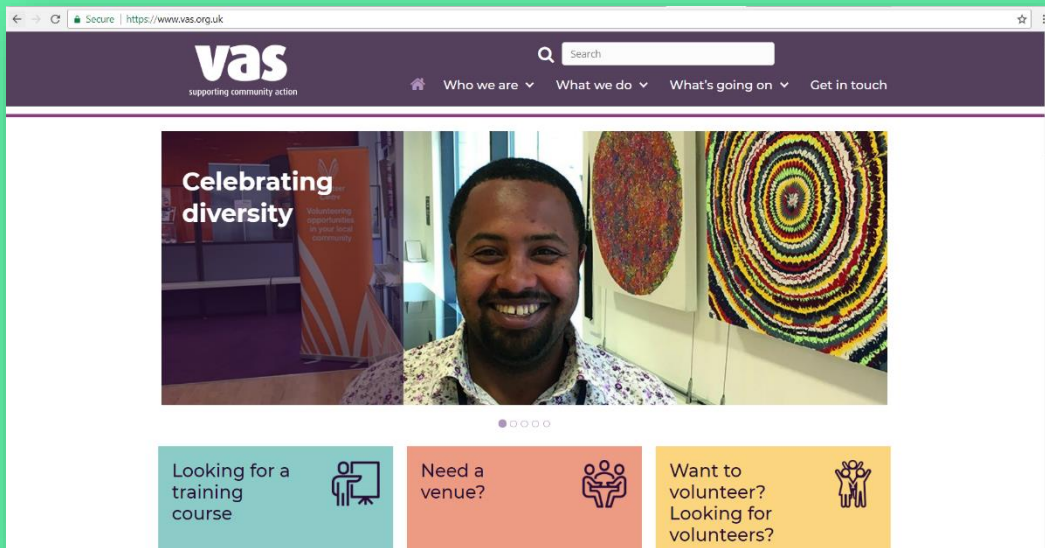 Secure | https://www.vas.org.uk
vas
supporting community action
Search
Who we are
What we do
What's going on
Get in touch
Celebrating
diversity
Volunteering
opportunities
in your local
community
Looking for a
training
course
Need a
venue?
Want to
volunteer?
Looking for
volunteers?